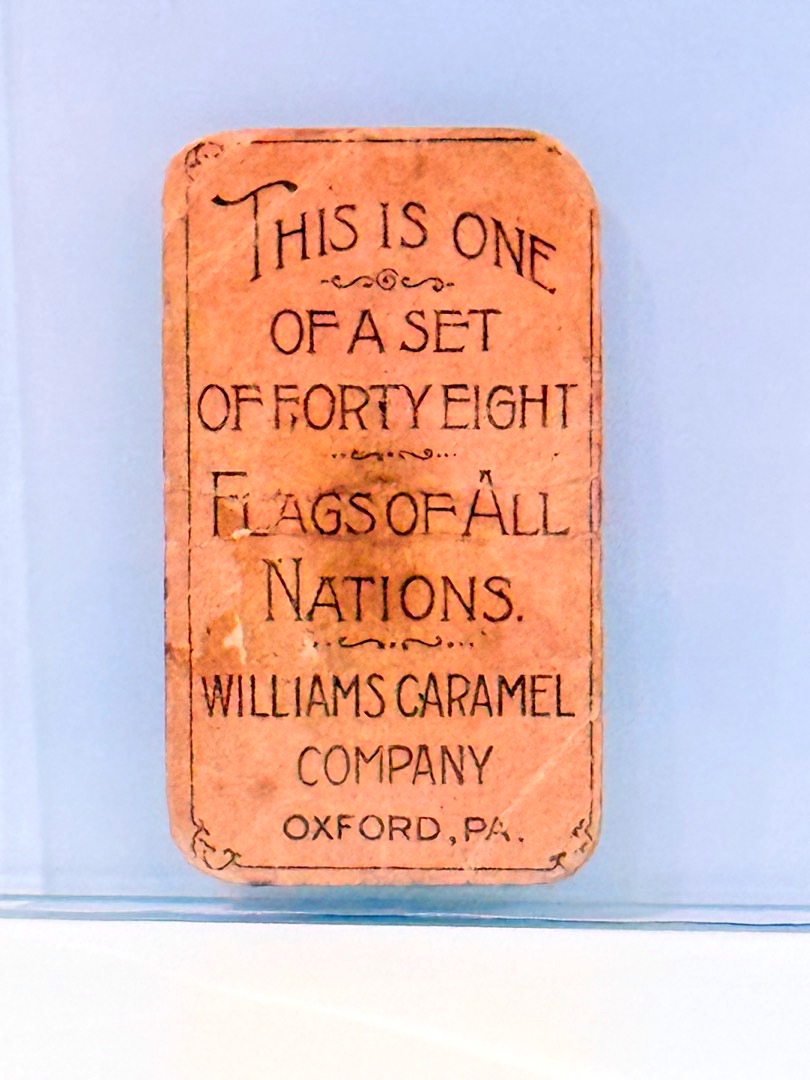 THIS IS ONE
OF A SET
OF FORTY EIGHT
FLAGS OF ALL
NATIONS.
WILLIAMS CARAMEL
COMPANY
OXFORD, PA.